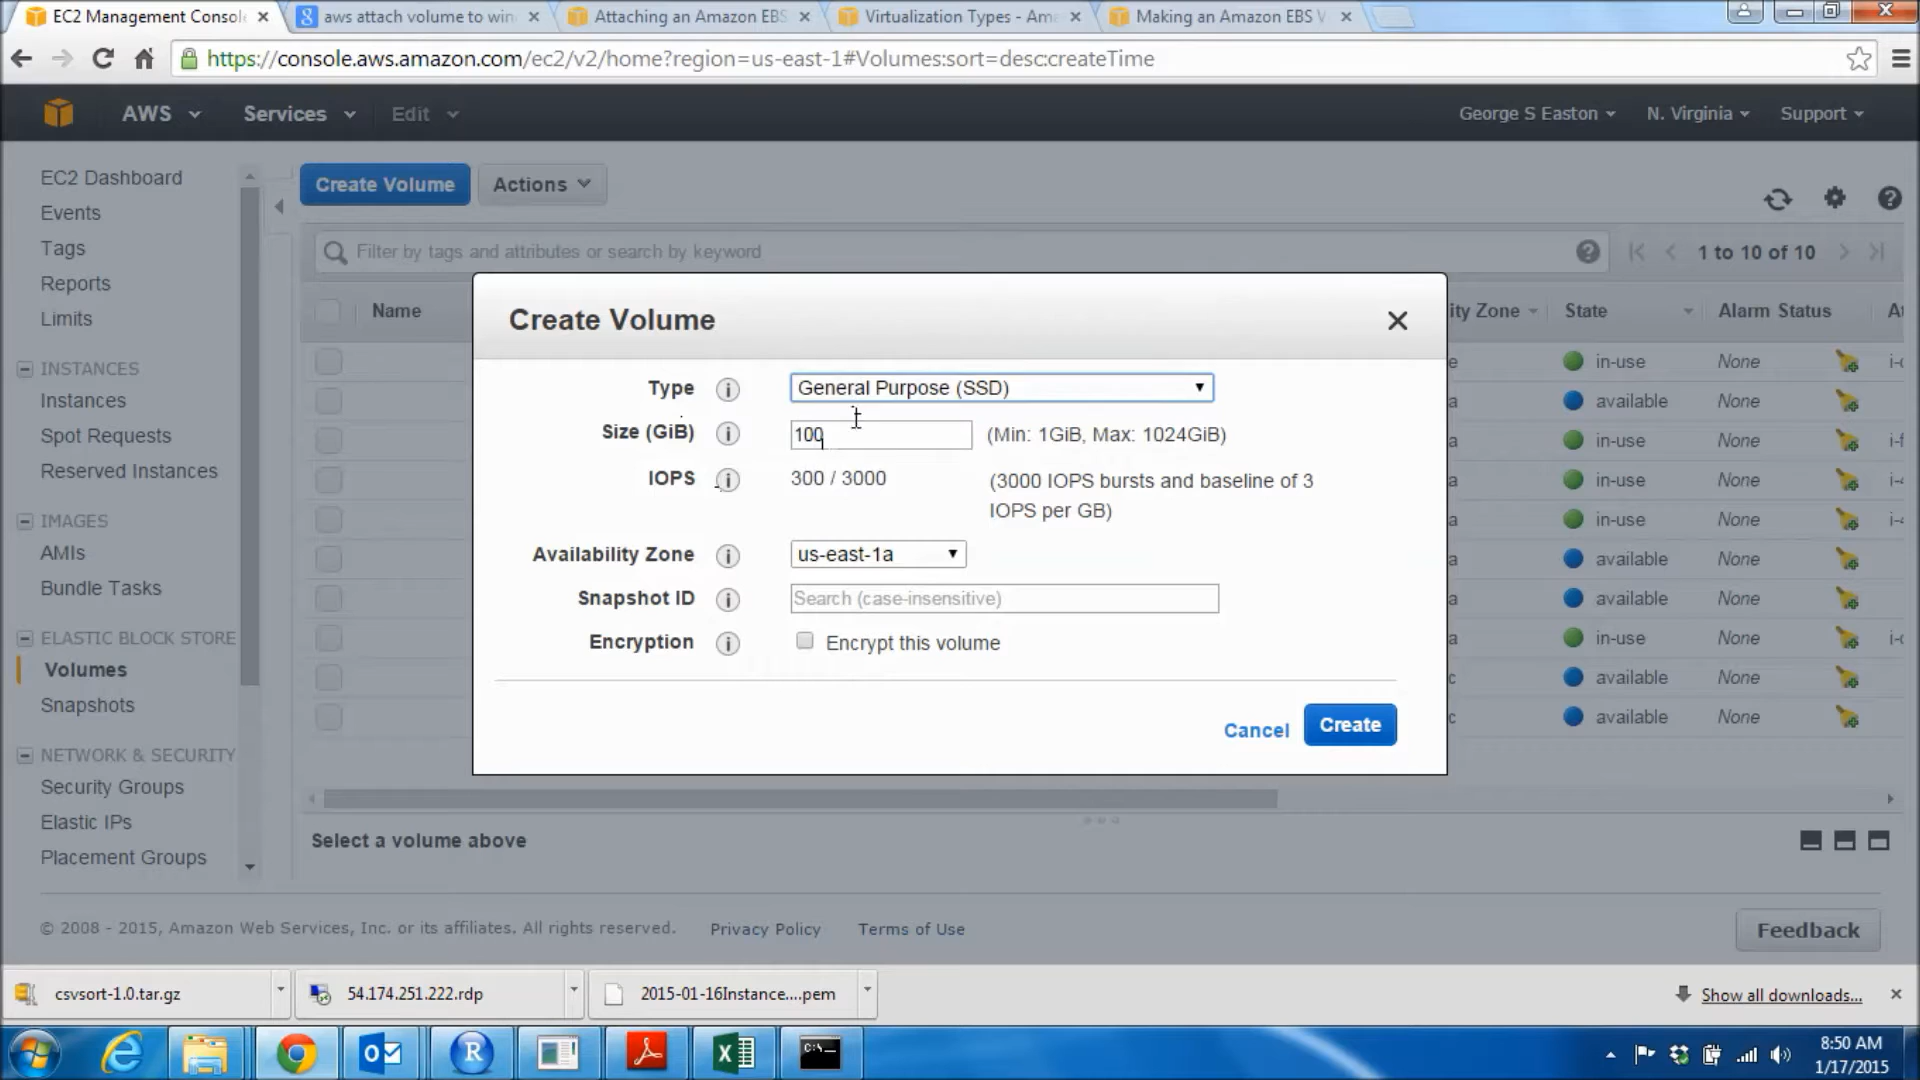 EC2 Management Consol
aws attach volume to win
Attaching an Amazon EBS
Virtualization Types - Ama
Making an Amazon EBS V
https://console.aws.amazon.com/ec2/v2/home?region=us-east-1#Volumes:sort=desc:createTime
AWS
Services
Edit
George S Easton
N. Virginia
Support
EC2 Dashboard
Events
Tags
Reports
Limits
INSTANCES
Instances
Spot Requests
Reserved Instances
IMAGES
AMIs
Bundle Tasks
ELASTIC BLOCK STORE
Volumes
Snapshots
NETWORK & SECURITY
Security Groups
Elastic IPs
Placement Groups
Create Volume
Actions
Filter by tags and attributes or search by keyword
1 to 10 of 10
Name
ity Zone
State
Alarm Status
At
e in-use None i-c
a available None
a in-use None i-f
a in-use None i-4
a in-use None i-4
a available None
a available None
a in-use None i-c
c available None
c available None
Create Volume
Type
General Purpose (SSD)
Size (GiB)
100
(Min: 1GiB, Max: 1024GiB)
IOPS
300 / 3000
(3000 IOPS bursts and baseline of 3
IOPS per GB)
Availability Zone
us-east-1a
Snapshot ID
Search (case-insensitive)
Encryption
Encrypt this volume
Cancel
Create
Select a volume above
© 2008 - 2015, Amazon Web Services, Inc. or its affiliates. All rights reserved.
Privacy Policy
Terms of Use
Feedback
csvsort-1.0.tar.gz
54.174.251.222.rdp
2015-01-16Instance....pem
Show all downloads...
8:50 AM
1/17/2015